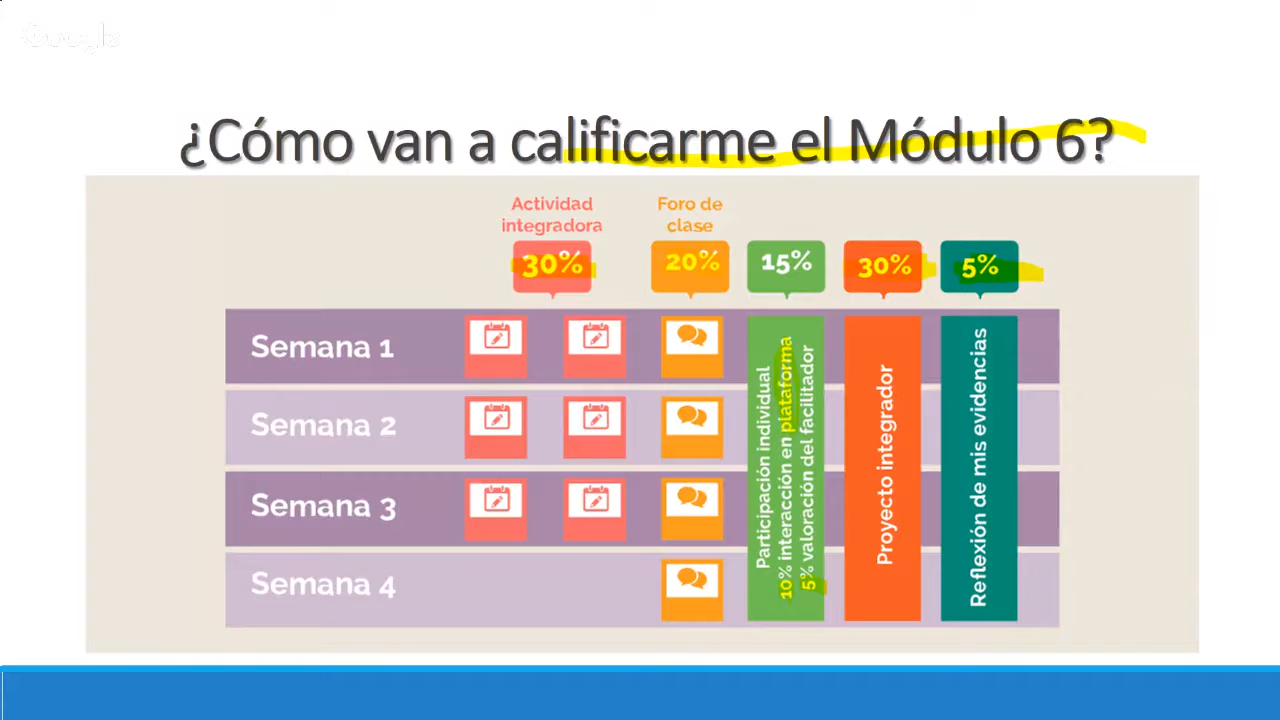 Google
¿Cómo van a calificarme el Módulo 6?
Actividad
integradora
Foro de
clase
30%
20%
15%
30%
5%
Semana 1
Semana 2
Semana 3
Semana 4
Participación individual
10% interacción en plataforma
5% valoración del facilitador
Proyecto integrador
Reflexión de mis evidencias